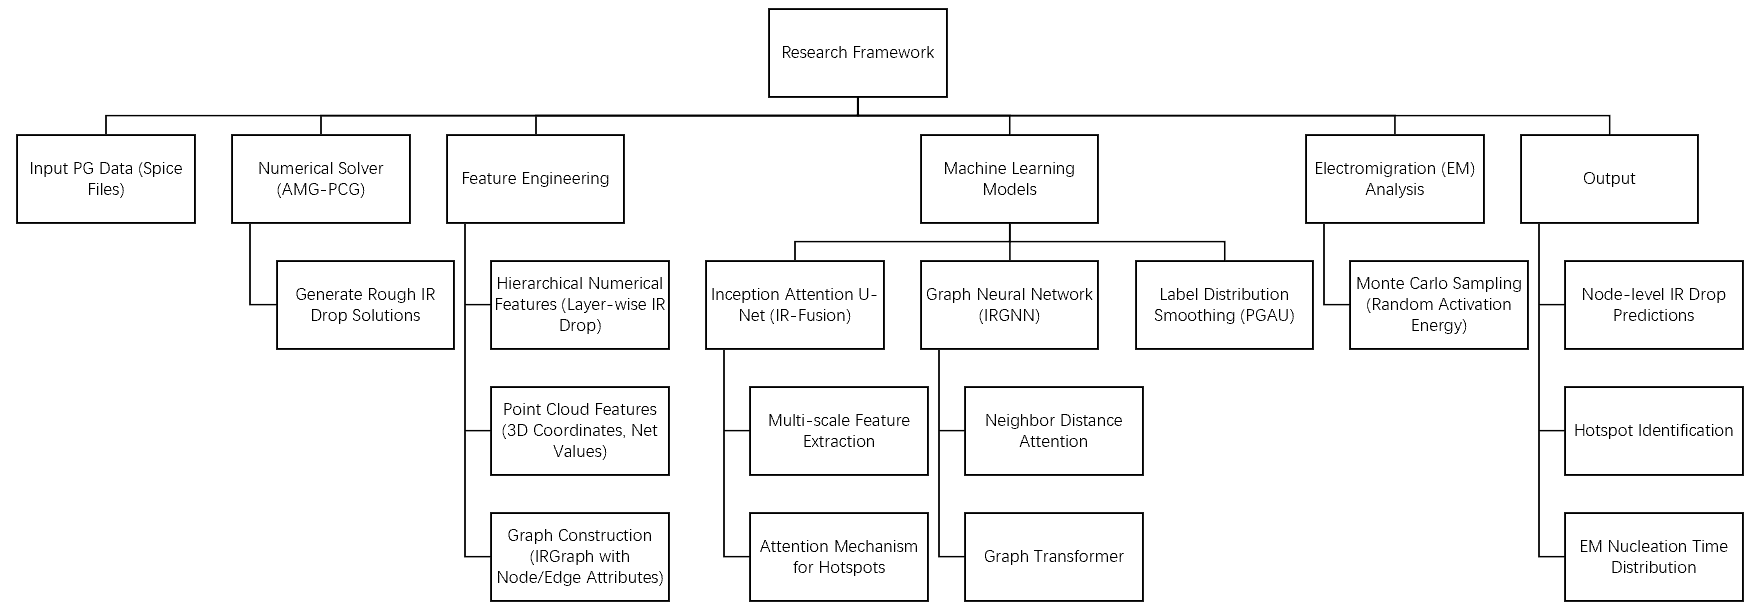 Research Framework
Input PG Data (Spice
Files)
Numerical Solver
(AMG-PCG)
Feature Engineering
Machine Learning
Models
Electromigration (EM)
Analysis
Output
Generate Rough IR
Drop Solutions
Hierarchical Numerical
Features (Layer-wise IR
Drop)
Inception Attention U-
Net (IR-Fusion)
Graph Neural Network
(IRGNN)
Label Distribution
Smoothing (PGAU)
Monte Carlo Sampling
(Random Activation
Energy)
Node-level IR Drop
Predictions
Point Cloud Features
(3D Coordinates, Net
Values)
Multi-scale Feature
Extraction
Neighbor Distance
Attention
Hotspot Identification
Graph Construction
(IRGraph with
Node/Edge Attributes)
Attention Mechanism
for Hotspots
Graph Transformer
EM Nucleation Time
Distribution